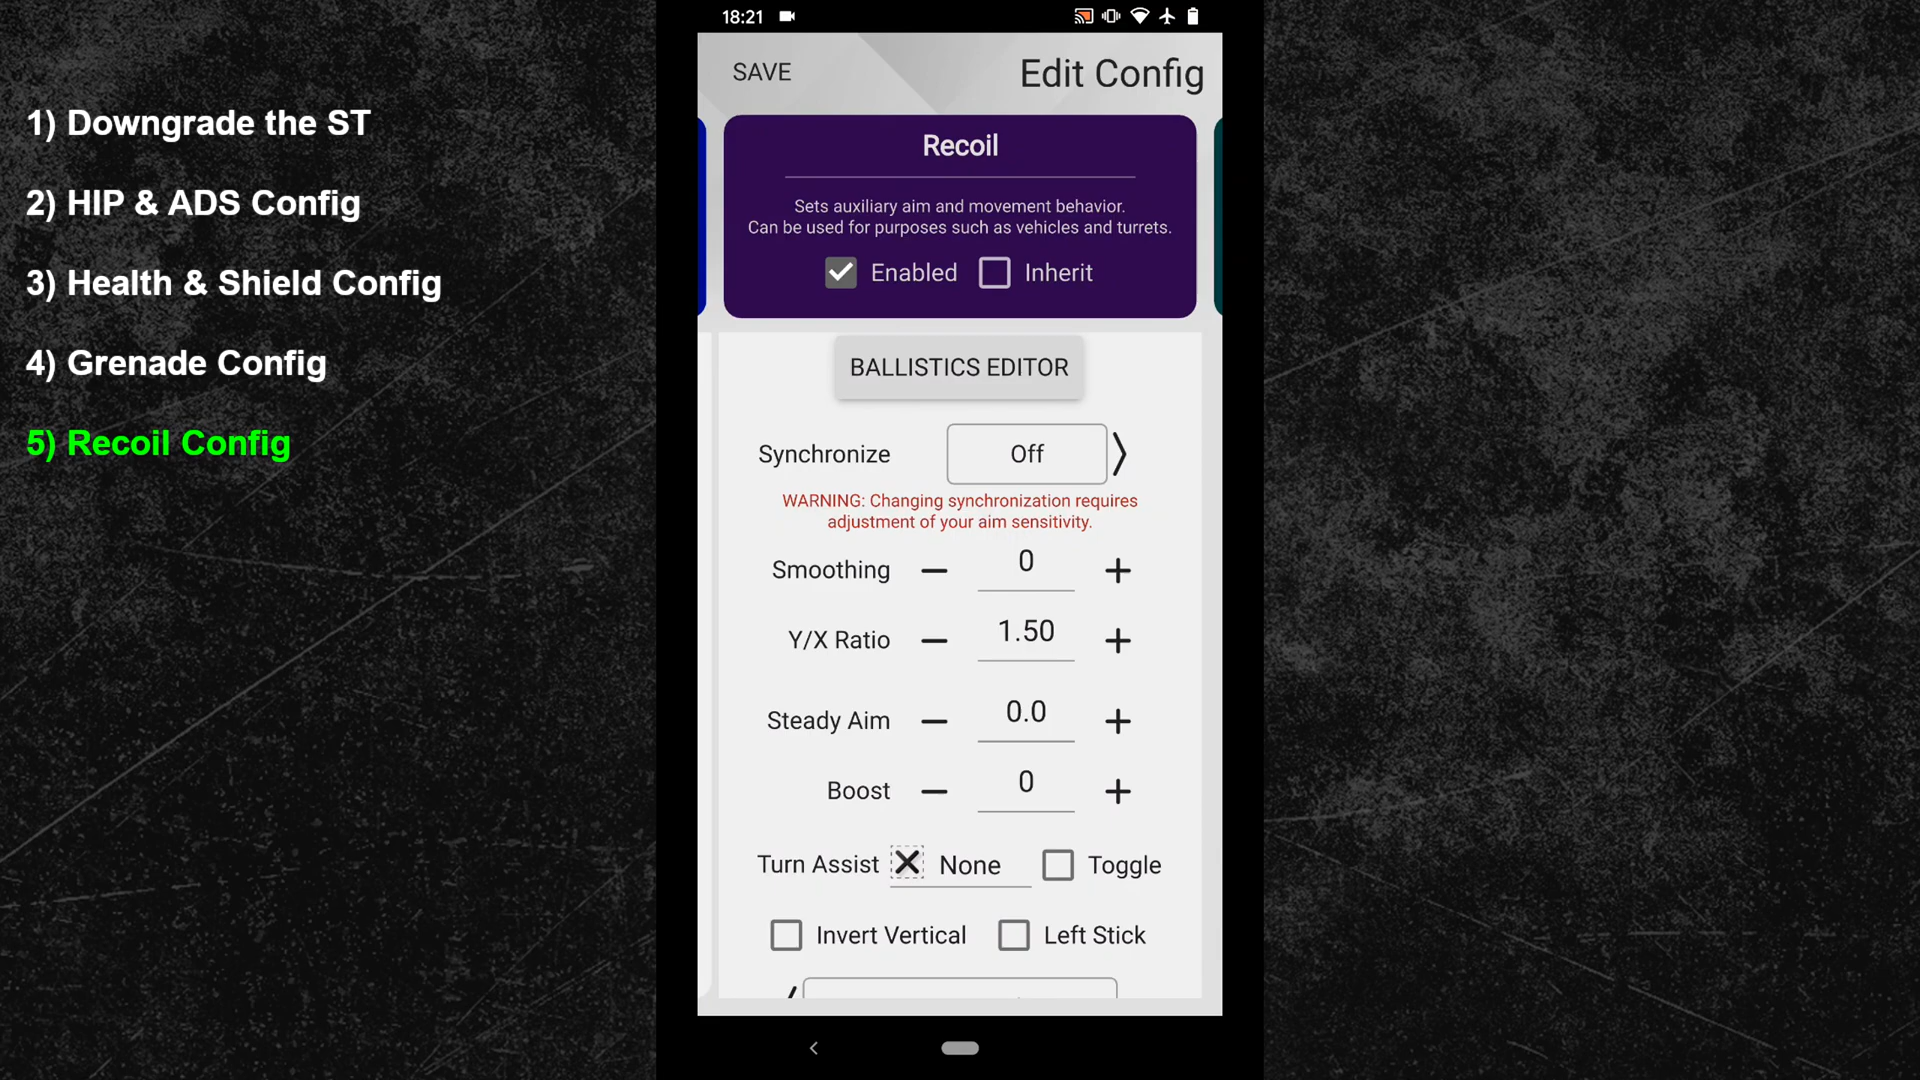 1) Downgrade the ST
2) HIP & ADS Config
3) Health & Shield Config
4) Grenade Config
5) Recoil Config
18:21
SAVE
Edit Config
Recoil
Sets auxiliary aim and movement behavior.
Can be used for purposes such as vehicles and turrets.
Enabled
Inherit
BALLISTICS EDITOR
Synchronize
Off
WARNING: Changing synchronization requires
adjustment of your aim sensitivity.
Smoothing
0
Y/X Ratio
1.50
Steady Aim
0.0
Boost
0
Turn Assist
None
Toggle
Invert Vertical
Left Stick